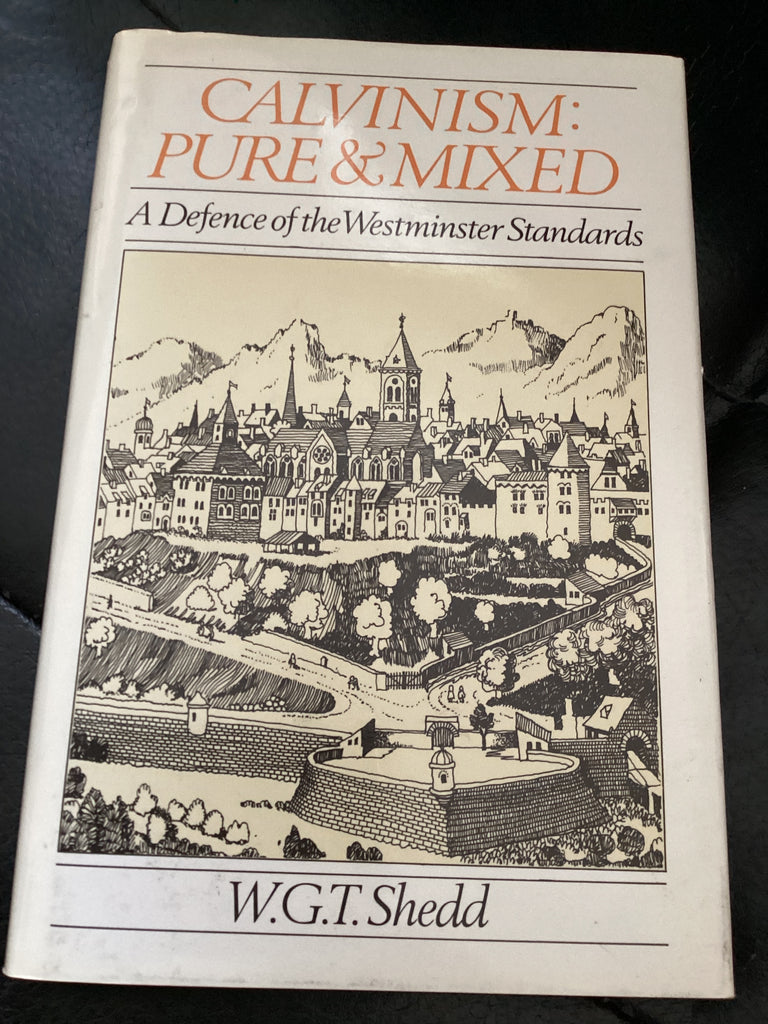 CALVINISM:
PURE & MIXED
A Defence of the Westminster Standards
W.G.T. Shedd